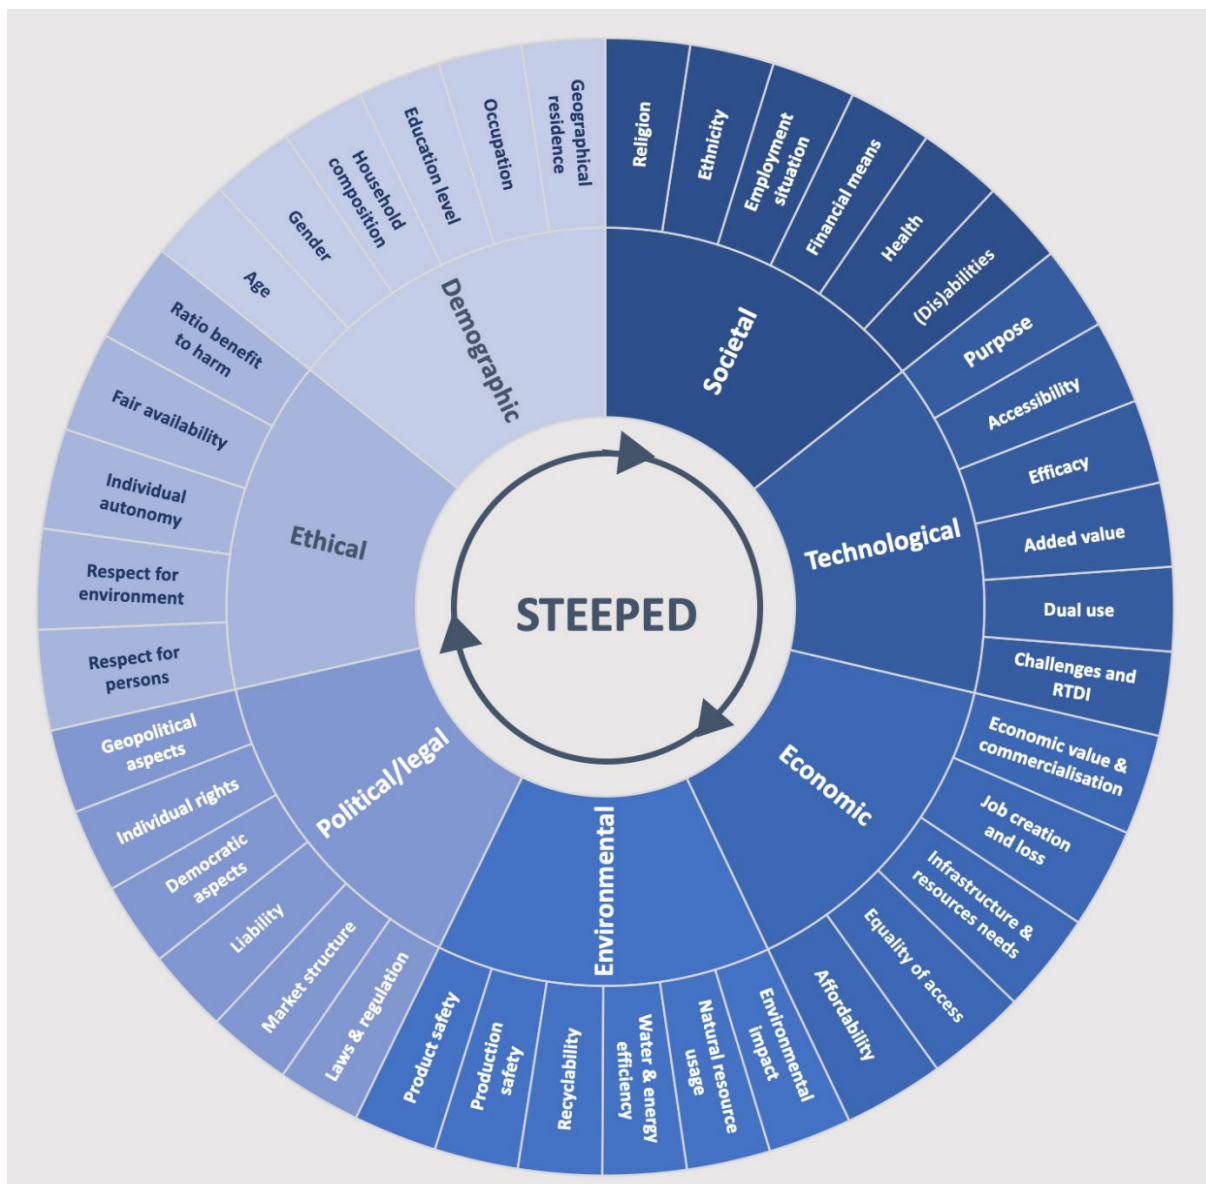 STEEPED
Societal
Religion
Ethnicity
Employment
situation
Financial means
Health
(Dis)abilities
Technological
Purpose
Accessibility
Efficacy
Added value
Dual use
Challenges and
RTDI
Economic
Economic value &
commercialisation
Job creation
and loss
Infrastructure &
resources needs
Equality of access
Affordability
Environmental
Environmental
impact
Natural resource
usage
Water & energy
efficiency
Recyclability
Production
safety
Product safety
Political/legal
Laws & regulation
Market structure
Liability
Democratic
aspects
Individual rights
Geopolitical
aspects
Ethical
Respect for
persons
Respect for
environment
Individual
autonomy
Fair availability
Ratio benefit
to harm
Demographic
Age
Gender
Household
composition
Education level
Occupation
Geographical
residence